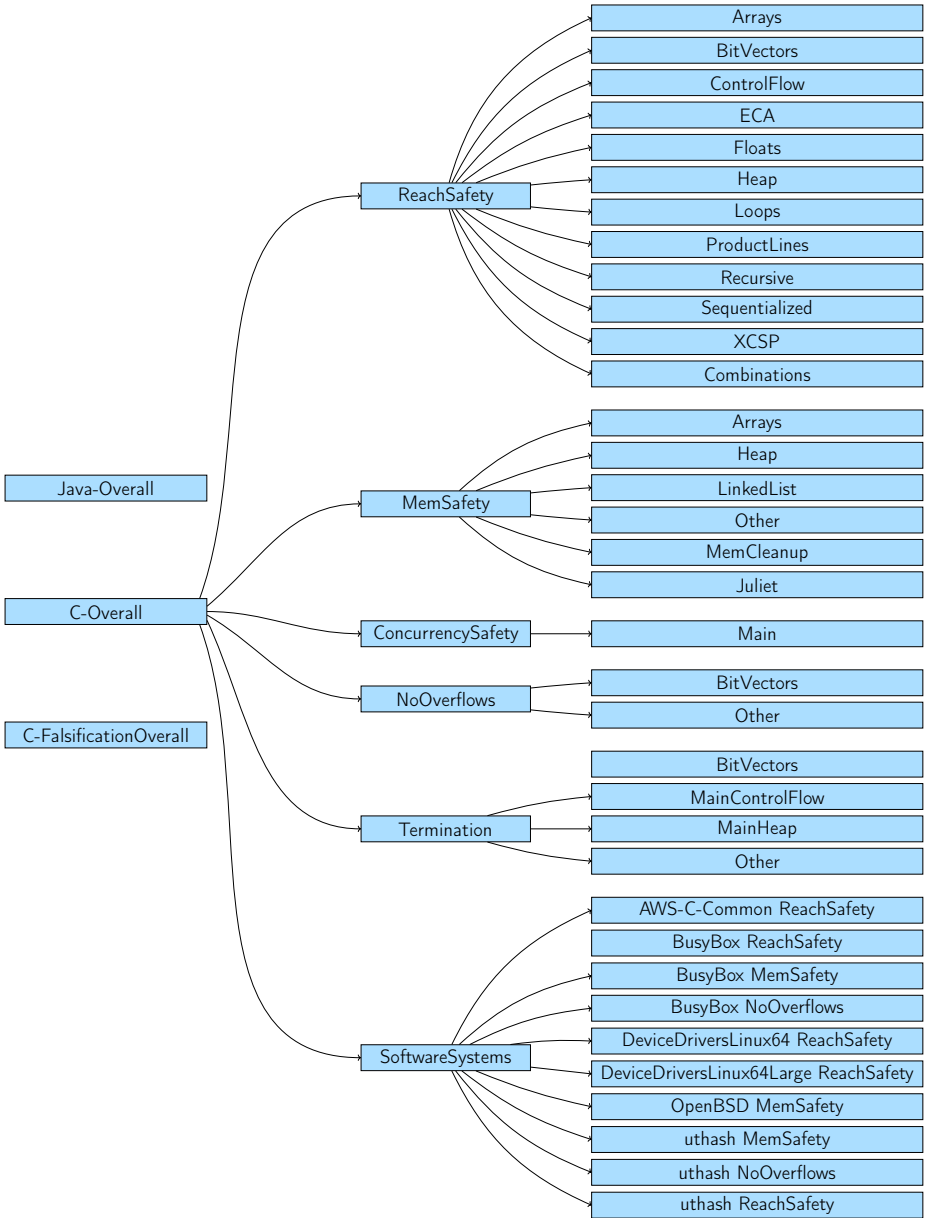 Java-Overall
C-Overall
C-FalsificationOverall
ReachSafety
Arrays
BitVectors
ControlFlow
ECA
Floats
Heap
Loops
ProductLines
Recursive
Sequentialized
XCSP
Combinations
MemSafety
Arrays
Heap
LinkedList
Other
MemCleanup
Juliet
ConcurrencySafety
Main
NoOverflows
BitVectors
Other
Termination
BitVectors
MainControlFlow
MainHeap
Other
SoftwareSystems
AWS-C-Common ReachSafety
BusyBox ReachSafety
BusyBox MemSafety
BusyBox NoOverflows
DeviceDriversLinux64 ReachSafety
DeviceDriversLinux64Large ReachSafety
OpenBSD MemSafety
uthash MemSafety
uthash NoOverflows
uthash ReachSafety